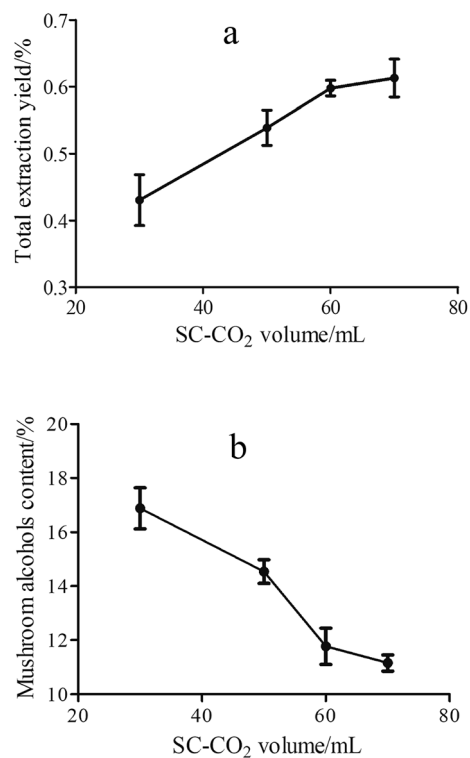 a
Total extraction yield/%
0.7
0.6
0.5
0.4
0.3
20 40 60 80
SC-CO₂ volume/mL
b
Mushroom alcohols content/%
20
18
16
14
12
10
20 40 60 80
SC-CO₂ volume/mL